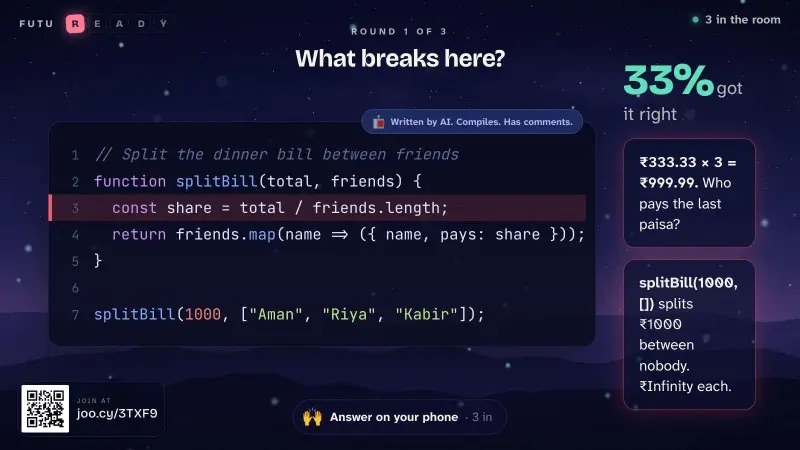 FUTU READY
3 in the room
ROUND 1 OF 3
What breaks here?
33% got
it right
Written by AI. Compiles. Has comments.
1 // Split the dinner bill between friends
2 function splitBill(total, friends) {
3 const share = total / friends.length;
4 return friends.map(name => ({ name, pays: share }));
5 }
6
7 splitBill(1000, ["Aman", "Riya", "Kabir"]);
₹333.33 × 3 =
₹999.99. Who
pays the last
paisa?
splitBill(1000,
[]) splits
₹1000
between
nobody.
₹Infinity each.
JOIN AT
joo.cy/3TXF9
Answer on your phone · 3 in